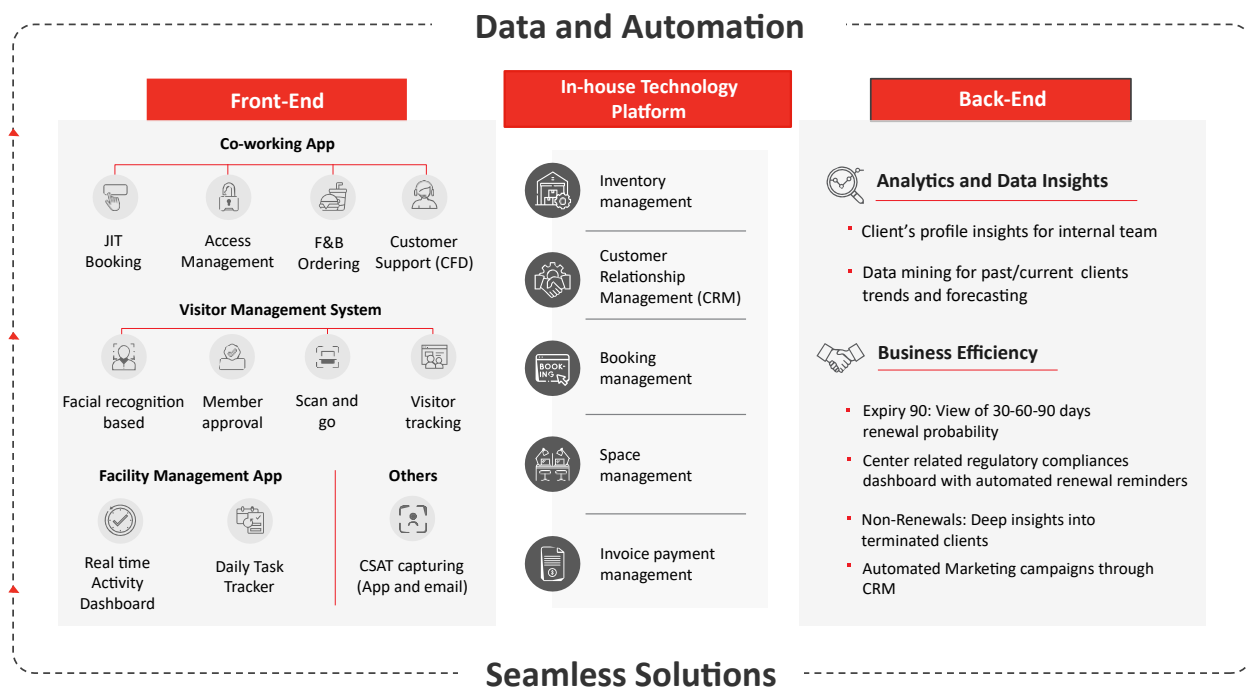 Data and Automation
Front-End
Co-working App
JIT
Booking
Access
Management
F&B
Ordering
Customer
Support (CFD)
Visitor Management System
Facial recognition
based
Member
approval
Scan and
go
Visitor
tracking
Facility Management App
Real time
Activity
Dashboard
Daily Task
Tracker
Others
CSAT capturing
(App and email)
In-house Technology
Platform
Inventory
management
Customer
Relationship
Management (CRM)
BOOK-
ING
Booking
management
Space
management
Invoice payment
management
Back-End
Analytics and Data Insights
Client's profile insights for internal team
Data mining for past/current clients
trends and forecasting
Business Efficiency
Expiry 90: View of 30-60-90 days
renewal probability
Center related regulatory compliances
dashboard with automated renewal reminders
Non-Renewals: Deep insights into
terminated clients
Automated Marketing campaigns through
CRM
Seamless Solutions